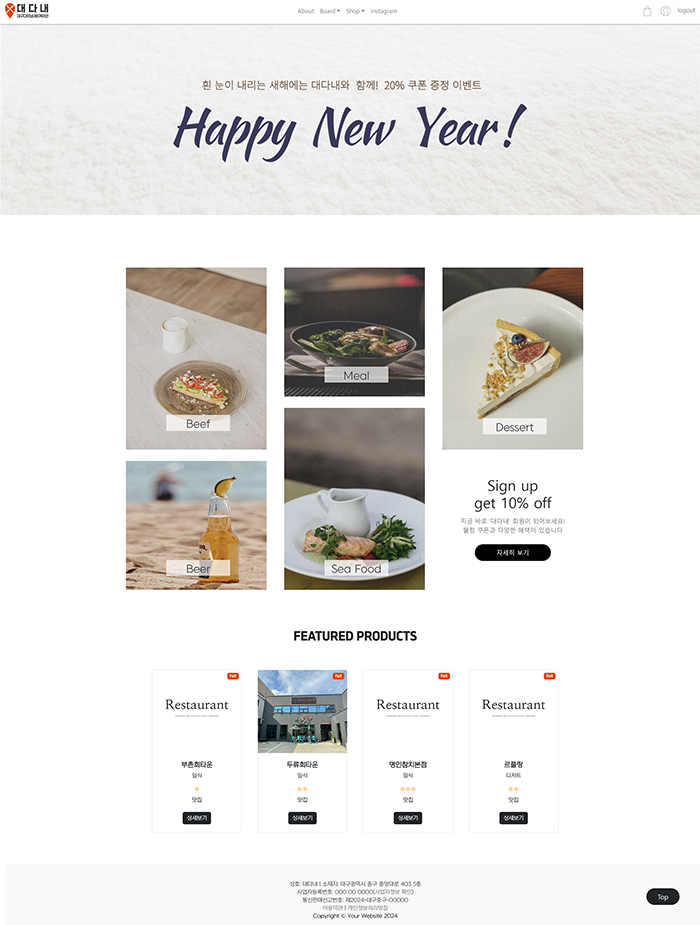 대다내
About Board Shop Instagram
logout
흰 눈이 내리는 새해에는 대다내와 함께! 20% 쿠폰 증정 이벤트
Happy New Year!
Beef
Meal
Dessert
Beer
Sea Food
Sign up
get 10% off
지금 바로 '대다내' 회원이 되어보세요!
웰컴 쿠폰과 다양한 혜택이 있습니다
자세히 보기
FEATURED PRODUCTS
hot
Restaurant
부촌회타운
일식
맛집
상세보기
hot
두류회타운
일식
맛집
상세보기
hot
Restaurant
명인참치본점
일식
맛집
상세보기
hot
Restaurant
르플랑
디저트
맛집
상세보기
상호: 대다내 | 소재지: 대구광역시 중구 중앙대로 403 5층
사업자등록번호: 000 00 0000(사업자정보 확인)
통신판매신고번호: 제2024-대구중구-00000
이용약관 | 개인정보처리방침
Copyright © Your Website 2024
Top